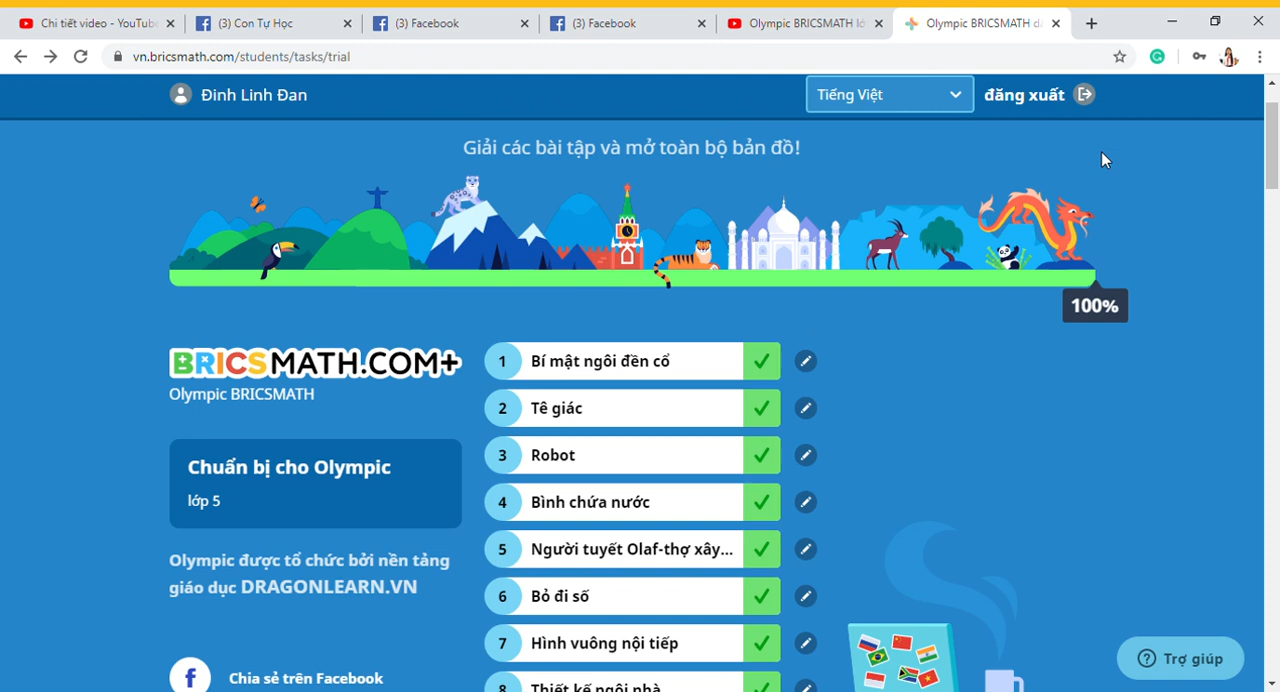 Chi tiết video - YouTube
(3) Con Tự Học
(3) Facebook
(3) Facebook
Olympic BRICSMATH lớ
Olympic BRICSMATH dà
vn.bricsmath.com/students/tasks/trial
Đinh Linh Đan
Tiếng Việt
đăng xuất
Giải các bài tập và mở toàn bộ bản đồ!
100%
BRICSMATH.COM+
Olympic BRICSMATH
Chuẩn bị cho Olympic
lớp 5
Olympic được tổ chức bởi nền tảng
giáo dục DRAGONLEARN.VN
Chia sẻ trên Facebook
1 Bí mật ngôi đền cổ
2 Tê giác
3 Robot
4 Bình chứa nước
5 Người tuyết Olaf-thợ xây...
6 Bỏ đi số
7 Hình vuông nội tiếp
8 Thiết kế ngôi nhà
Trợ giúp